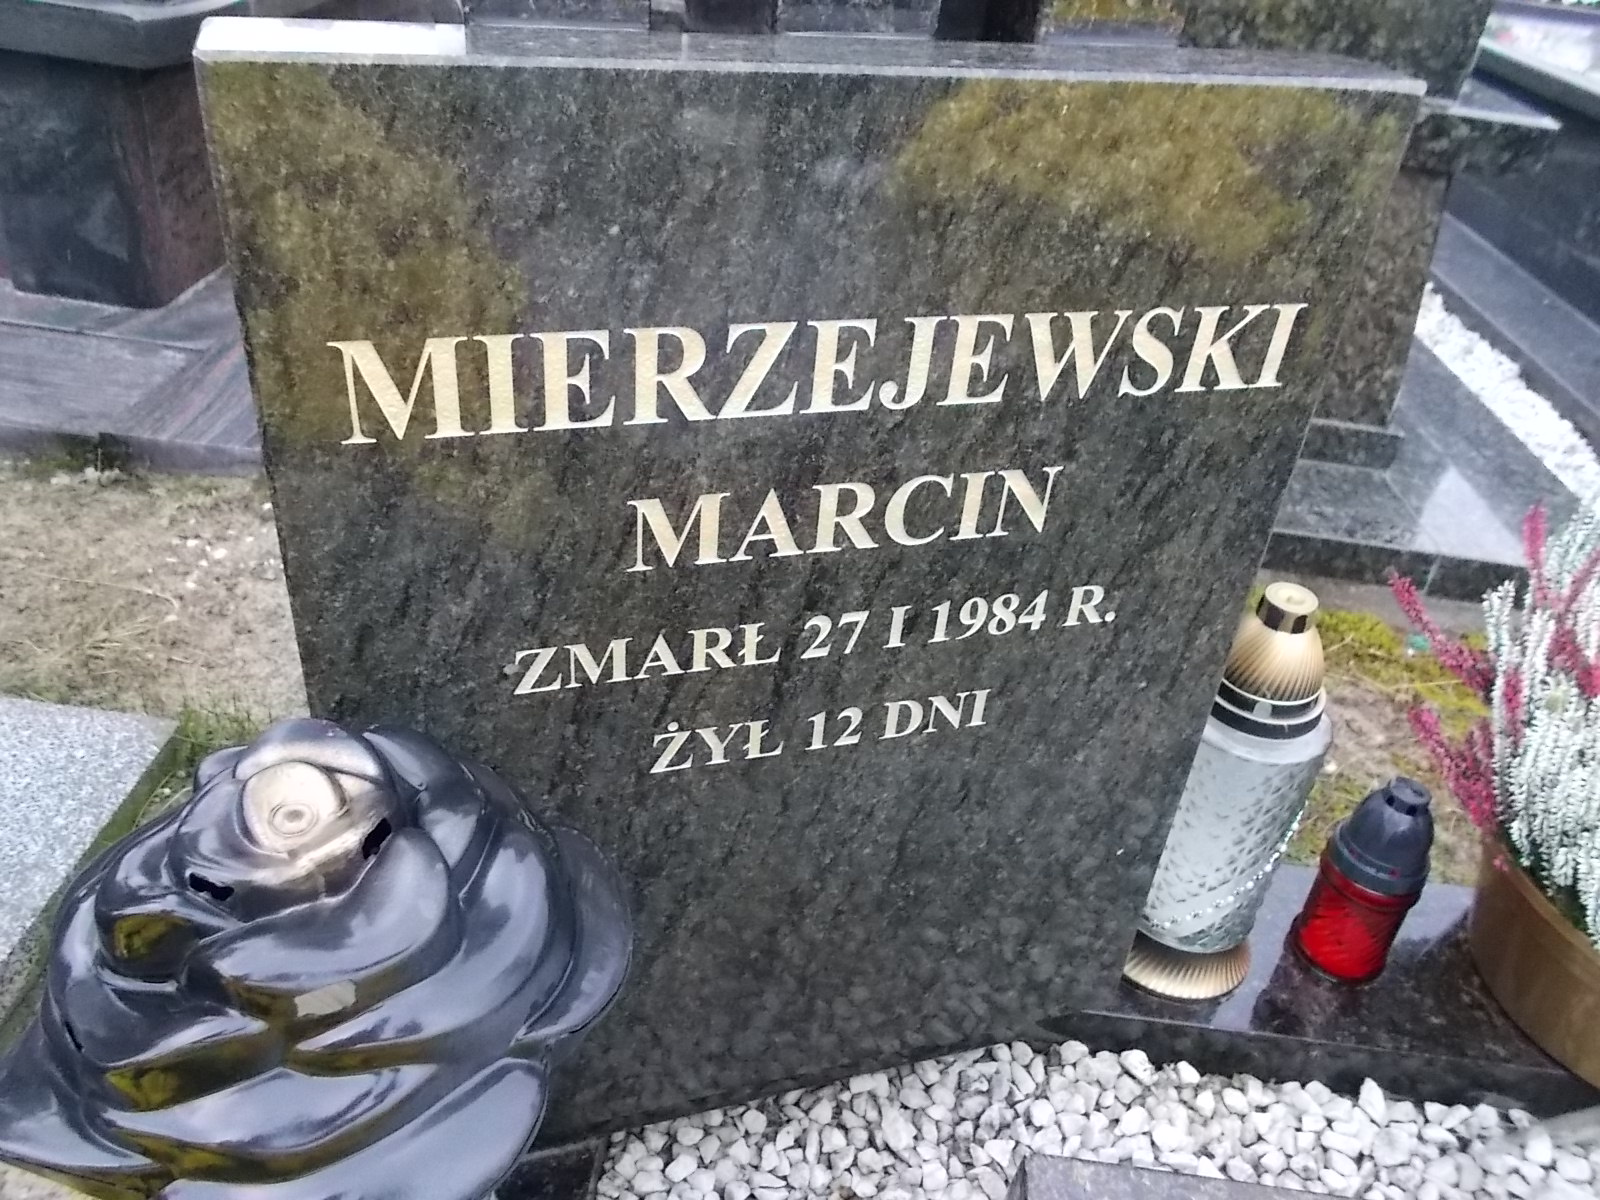 MIERZEJEWSKI
MARCIN
ZMARŁ 27 I 1984 R.
ŻYŁ 12 DNI